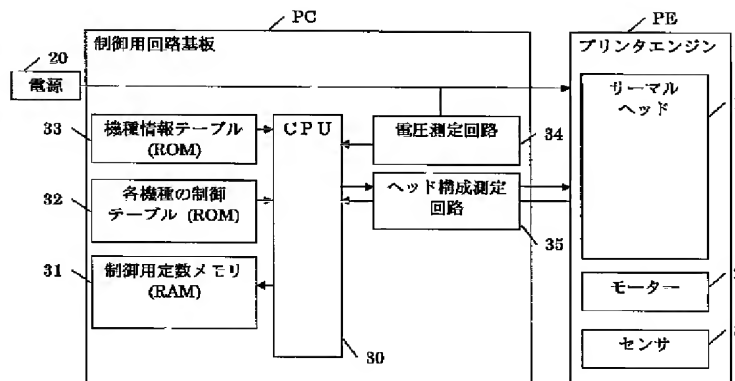 PC
PE
制御用回路基板
プリンタエンジン
20
電源
サーマル
ヘッド
33
機種情報テーブル
(ROM)
CPU
電圧測定回路
34
32
各機種の制御
テーブル (ROM)
ヘッド構成測定
回路
35
31
制御用定数メモリ
(RAM)
30
モーター
センサ